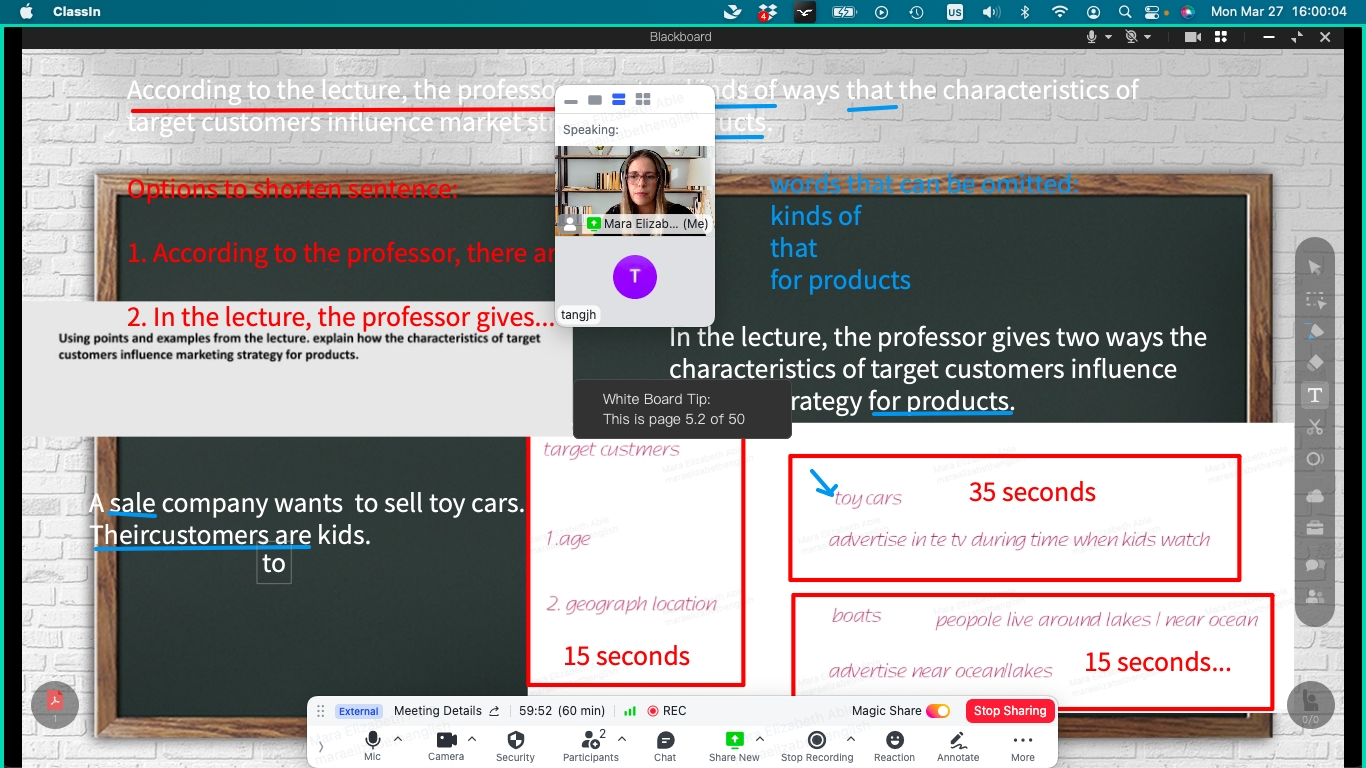 ClassIn
4
US
Mon Mar 27 16:00:04
Blackboard
According to the lecture, the profess
nds of ways that the characteristics of
target customers influence market st
ucts.
Speaking:
Mara Elizab... (Me)
T
tangjh
Options to shorten sentence:
1. According to the professor, there ar
2. In the lecture, the professor gives...
words that can be omitted:
kinds of
that
for products
Using points and examples from the lecture. explain how the characteristics of target
customers influence marketing strategy for products.
In the lecture, the professor gives two ways the
characteristics of target customers influence
rategy for products.
White Board Tip:
This is page 5.2 of 50
A sale company wants to sell toy cars.
Theircustomers are kids.
to
target custmers
1.age
2. geograph location
15 seconds
toy cars
35 seconds
advertise in te tv during time when kids watch
boats
peopole live around lakes / near ocean
advertise near ocean/lakes
15 seconds...
1
0/0
External
Meeting Details
59:52 (60 min)
REC
Magic Share
Stop Sharing
Mic
Camera
Security
2
Participants
Chat
Share New
Stop Recording
Reaction
Annotate
More